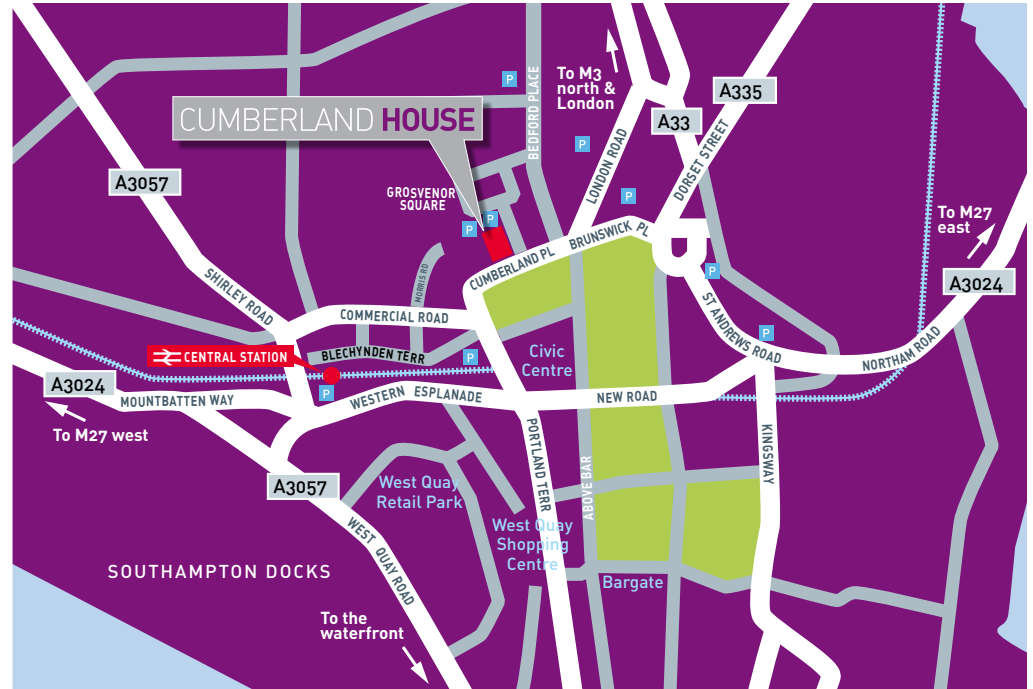 P
To M3
north &
London
A335
CUMBERLAND HOUSE
BEDFORD PLACE
A33
P
LONDON ROAD
DORSET STREET
A3057
GROSVENOR
SQUARE
P
P
P
To M27
east
BRUNSWICK PL
CUMBERLAND PL
MORRIS RD
P
A3024
SHIRLEY ROAD
COMMERCIAL ROAD
ST ANDREWS ROAD
P
NORTHAM ROAD
CENTRAL STATION
BLECHYNDEN TERR
P
Civic
Centre
A3024
P
MOUNTBATTEN WAY
WESTERN ESPLANADE
NEW ROAD
To M27 west
PORTLAND TERR
KINGSWAY
ABOVE BAR
A3057
West Quay
Retail Park
WEST QUAY ROAD
West Quay
Shopping
Centre
SOUTHAMPTON DOCKS
Bargate
To the
waterfront